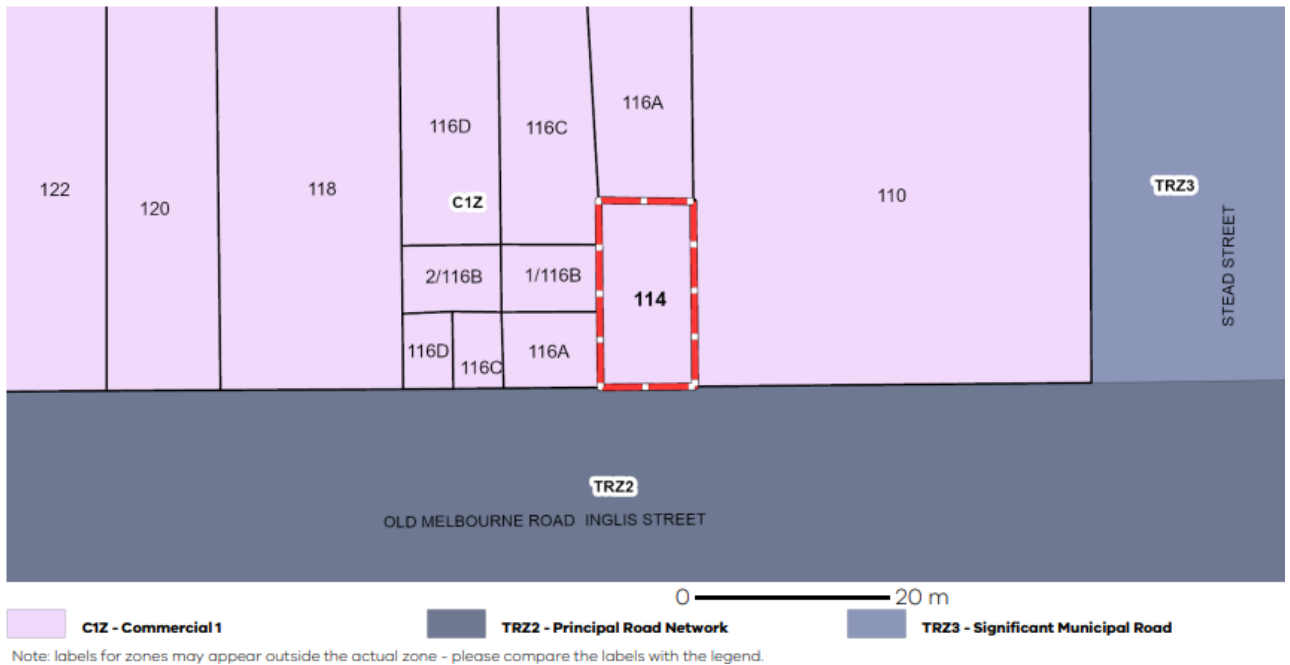 116A
116D
116C
122
118
110
TRZ3
C1Z
120
STEAD STREET
2/116B
1/116B
114
116D
116C
116A
TRZ2
OLD MELBOURNE ROAD INGLIS STREET
0 20 m
C1Z - Commercial 1 TRZ2 - Principal Road Network TRZ3 - Significant Municipal Road
Note: labels for zones may appear outside the actual zone - please compare the labels with the legend.